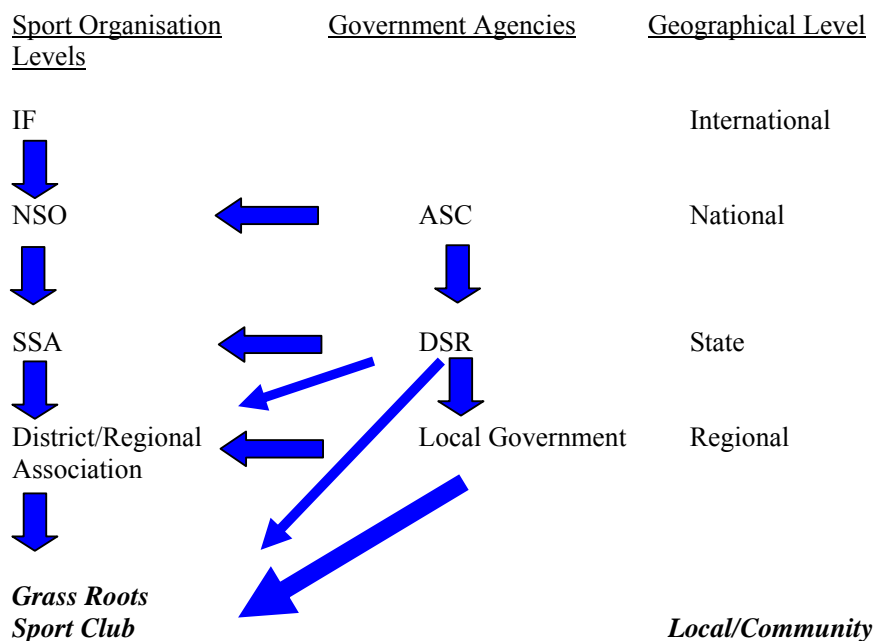 Sport Organisation Government Agencies Geographical Level
Levels
IF International
NSO ASC National
SSA DSR State
District/Regional Local Government Regional
Association
Grass Roots
Sport Club Local/Community